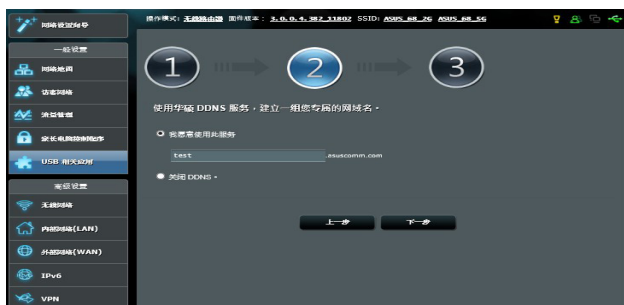 操作模式: 无线路由器 固件版本: 3.0.0.4.382_11802 SSID: ASUS_68_2G ASUS_68_5G
网络设置向导
一般设置
网络地图
访客网络
流量管理
家长电脑控制程序
USB 相关应用
高级设置
无线网络
内部网络(LAN)
外部网络(WAN)
IPv6
VPN
1
2
3
使用华硕 DDNS 服务，建立一组您专属的网域名。
我愿意使用此服务
test .asuscomm.com
关闭 DDNS。
上一步 下一步